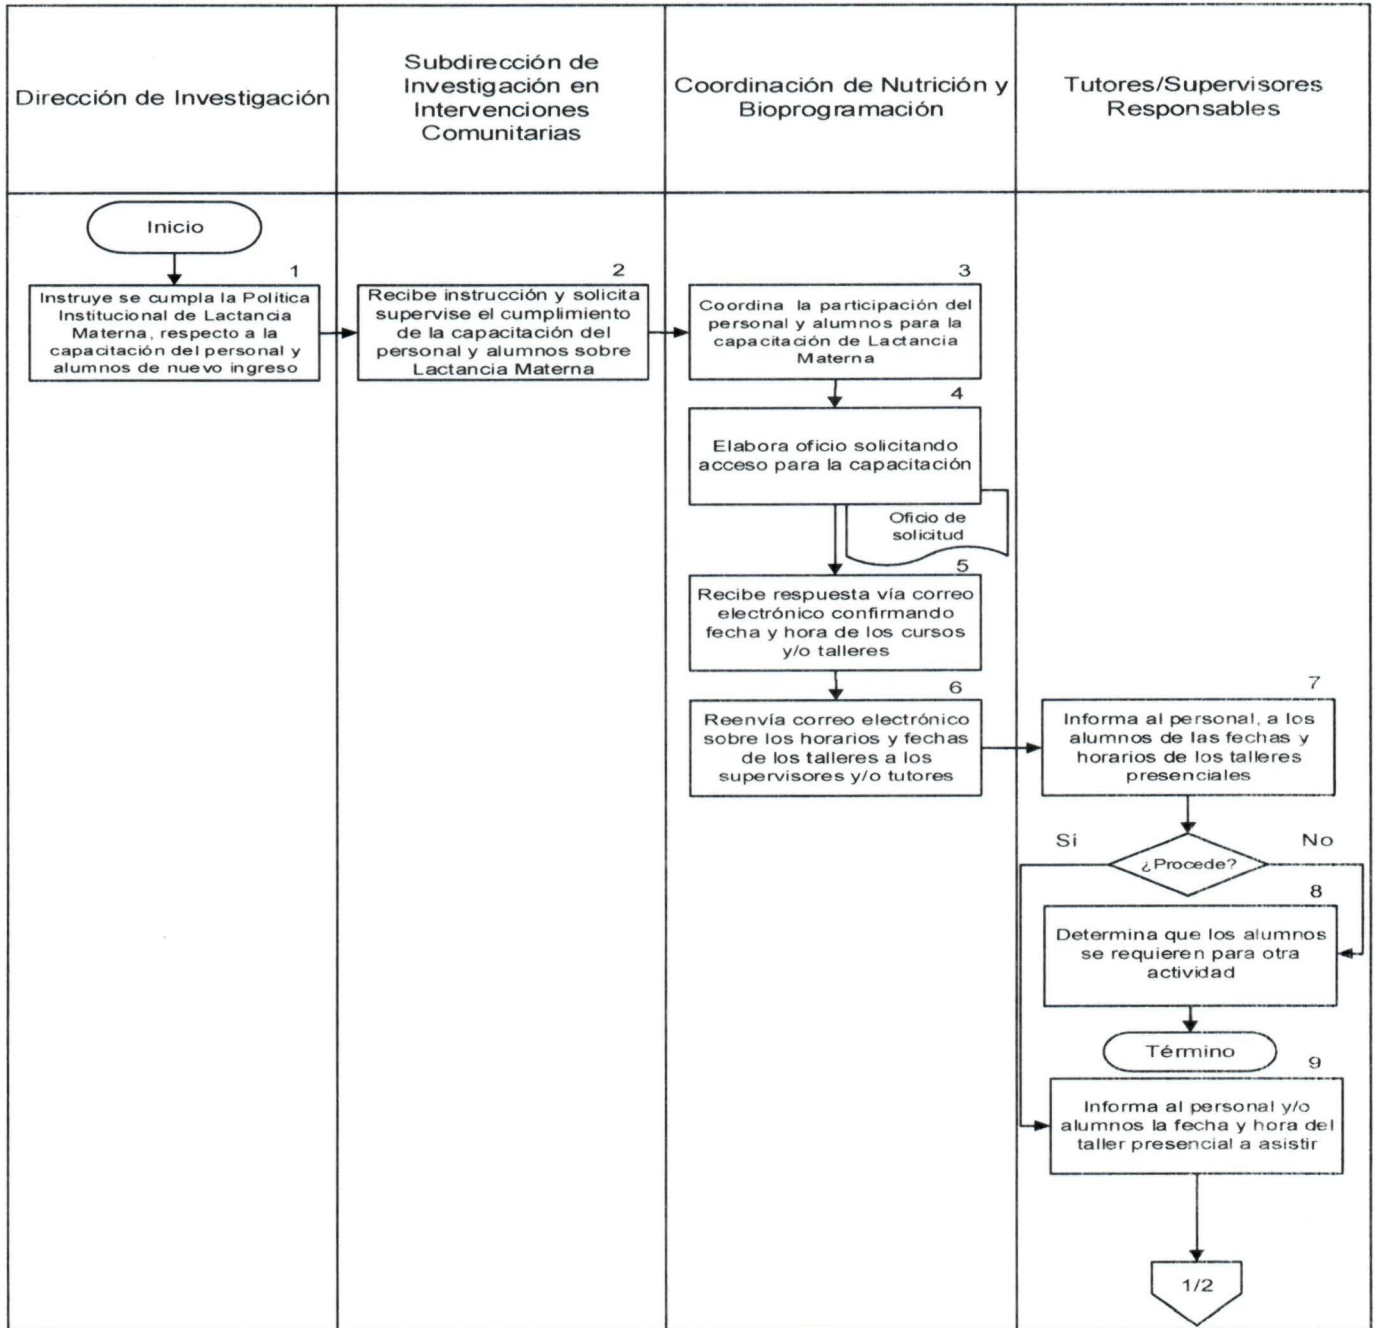 Dirección de Investigación
Subdirección de
Investigación en
Intervenciones
Comunitarias
Coordinación de Nutrición y
Bioprogramación
Tutores/Supervisores
Responsables
Inicio
1
Instruye se cumpla la Política
Institucional de Lactancia
Materna, respecto a la
capacitación del personal y
alumnos de nuevo ingreso
2
Recibe instrucción y solicita
supervise el cumplimiento
de la capacitación del
personal y alumnos sobre
Lactancia Materna
3
Coordina la participación del
personal y alumnos para la
capacitación de Lactancia
Materna
4
Elabora oficio solicitando
acceso para la capacitación
Oficio de
solicitud
5
Recibe respuesta vía correo
electrónico confirmando
fecha y hora de los cursos
y/o talleres
6
Reenvía correo electrónico
sobre los horarios y fechas
de los talleres a los
supervisores y/o tutores
7
Informa al personal, a los
alumnos de las fechas y
horarios de los talleres
presenciales
Sí
¿Procede?
No
8
Determina que los alumnos
se requieren para otra
actividad
Término
9
Informa al personal y/o
alumnos la fecha y hora del
taller presencial a asistir
1/2